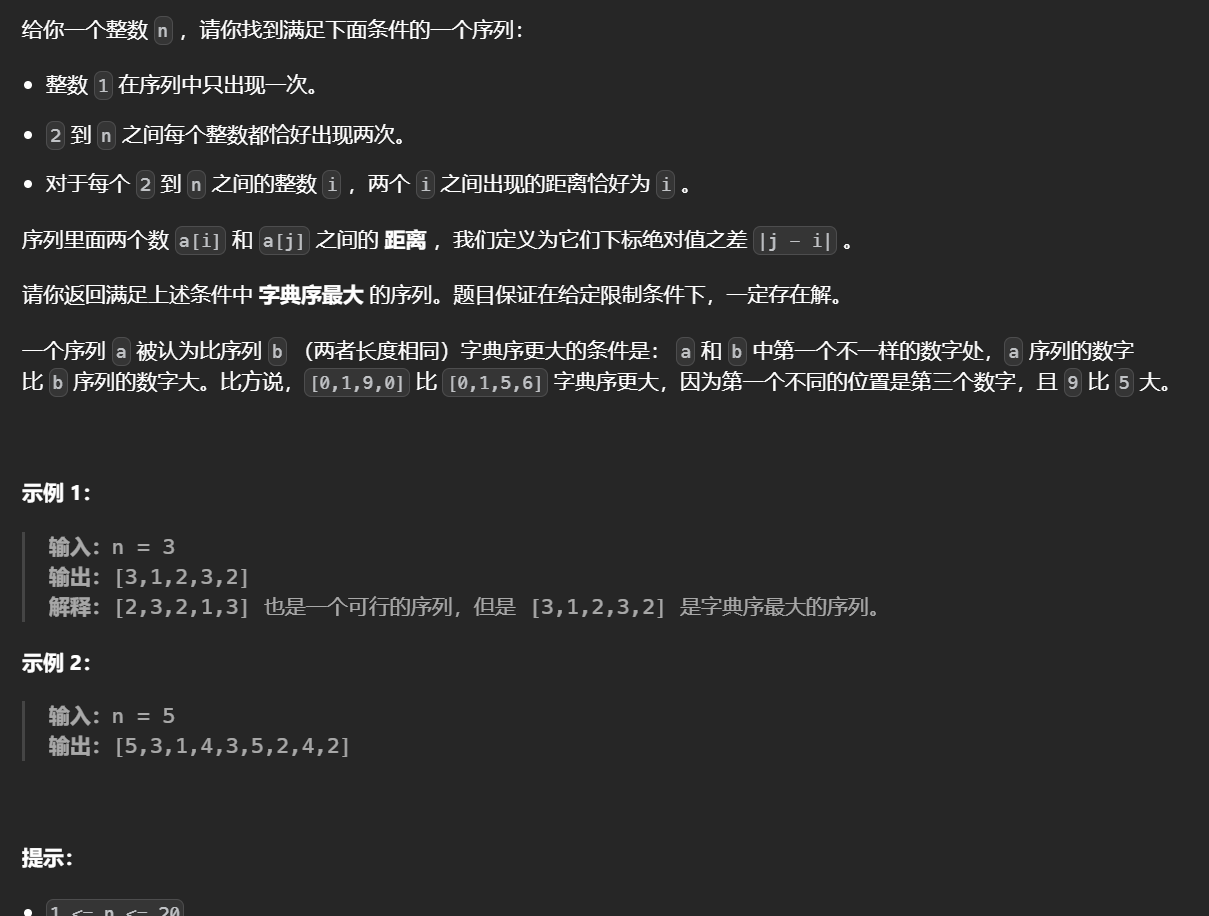 给你一个整数 n ，请你找到满足下面条件的一个序列：
• 整数 1 在序列中只出现一次。
• 2 到 n 之间每个整数都恰好出现两次。
• 对于每个 2 到 n 之间的整数 i ，两个 i 之间出现的距离恰好为 i 。
序列里面两个数 a[i] 和 a[j] 之间的 距离 ，我们定义为它们下标绝对值之差 |j - i| 。
请你返回满足上述条件中 字典序最大 的序列。题目保证在给定限制条件下，一定存在解。
一个序列 a 被认为比序列 b （两者长度相同）字典序更大的条件是： a 和 b 中第一个不一样的数字处，a 序列的数字
比 b 序列的数字大。比方说，[0,1,9,0] 比 [0,1,5,6] 字典序更大，因为第一个不同的位置是第三个数字，且 9 比 5 大。
示例 1：
输入：n = 3
输出：[3,1,2,3,2]
解释：[2,3,2,1,3] 也是一个可行的序列，但是 [3,1,2,3,2] 是字典序最大的序列。
示例 2：
输入：n = 5
输出：[5,3,1,4,3,5,2,4,2]
提示：
• 1 <= n <= 20